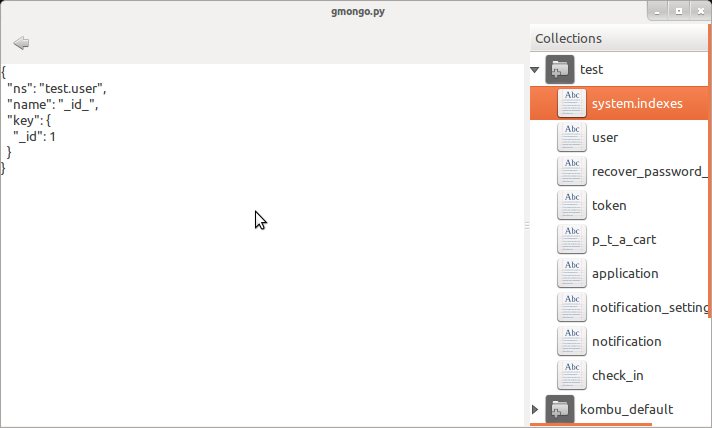 gmongo.py
{
"ns": "test.user",
"name": "_id_",
"key": {
"_id": 1
}
}
Collections
test
Abc system.indexes
Abc user
Abc recover_password_
Abc token
Abc p_t_a_cart
Abc application
Abc notification_setting
Abc notification
Abc check_in
kombu_default